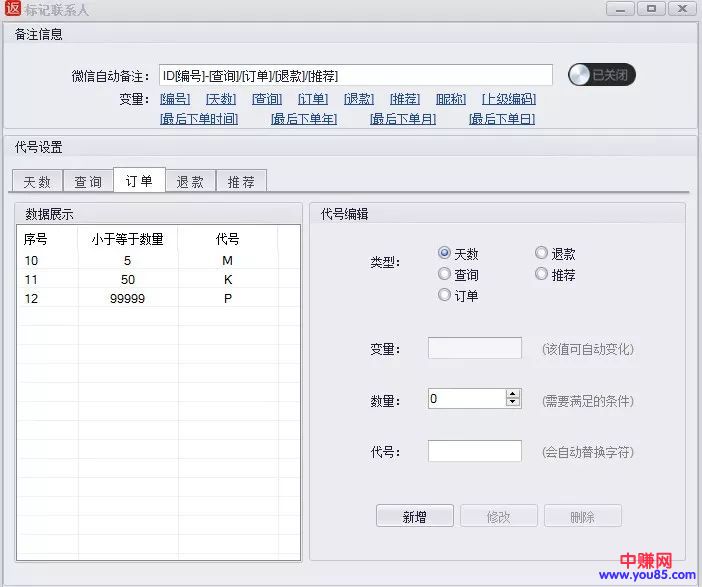 返 标记联系人
备注信息
微信自动备注： ID[编号]-[查询]/[订单]/[退款]/[推荐] 已关闭
变量： [编号] [天数] [查询] [订单] [退款] [推荐] [昵称] [上级编码]
[最后下单时间] [最后下单年] [最后下单月] [最后下单日]
代号设置
天数 查询 订单 退款 推荐
数据展示 代号编辑
序号 小于等于数量 代号
10 5 M
11 50 K
12 99999 P
类型： 天数 退款
查询 推荐
订单
变量： (该值可自动变化)
数量： 0 (需要满足的条件)
代号： (会自动替换字符)
新增 修改 删除
中赚网
www.you85.com